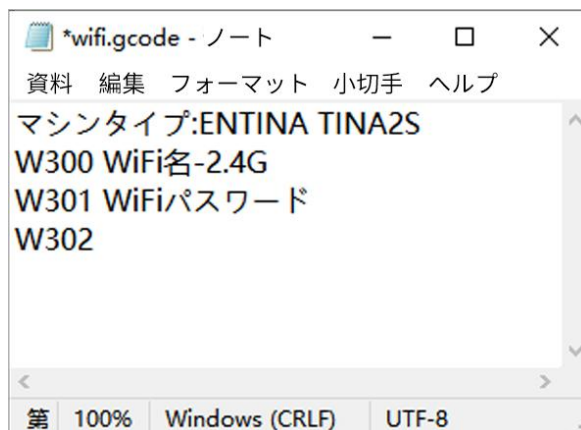 *wifi.gcode - ノート
資料 編集 フォーマット 小切手 ヘルプ
マシンタイプ:ENTINA TINA2S
W300 WiFi名-2.4G
W301 WiFiパスワード
W302
第 100% Windows (CRLF) UTF-8